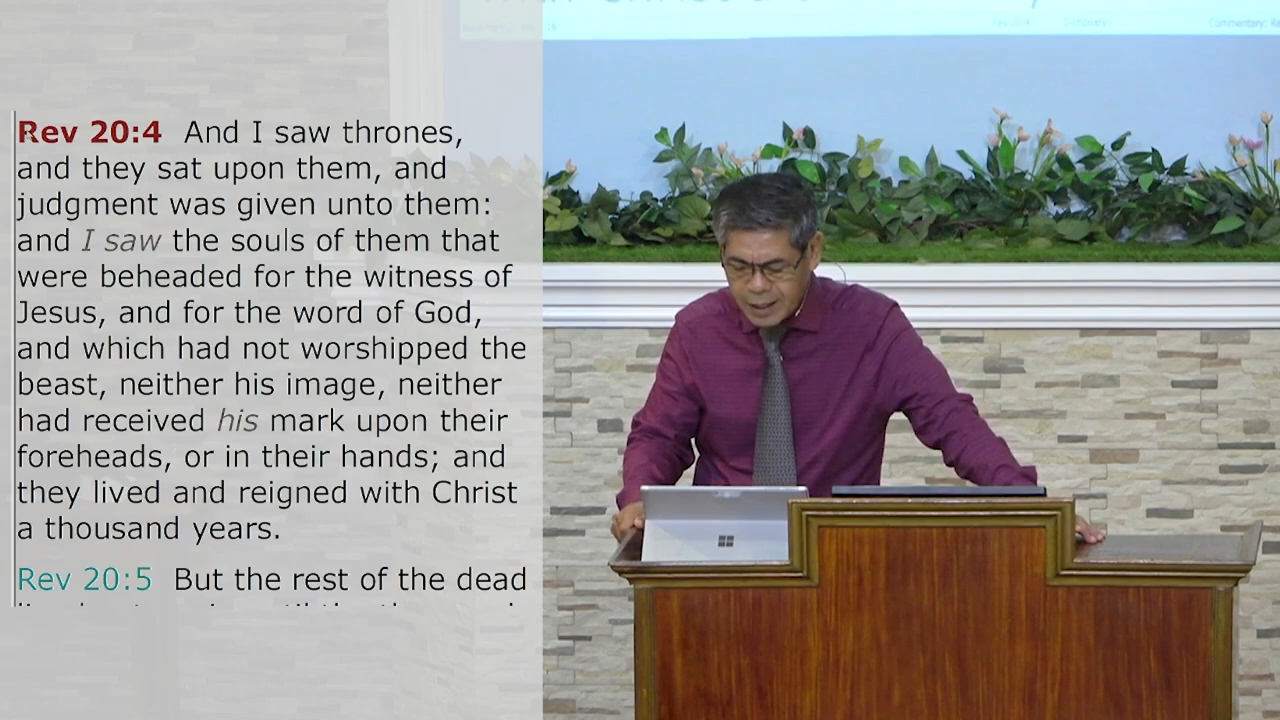 Commentary: Re
Rev 20:4 And I saw thrones,
and they sat upon them, and
judgment was given unto them:
and I saw the souls of them that
were beheaded for the witness of
Jesus, and for the word of God,
and which had not worshipped the
beast, neither his image, neither
had received his mark upon their
foreheads, or in their hands; and
they lived and reigned with Christ
a thousand years.
Rev 20:5 But the rest of the dead